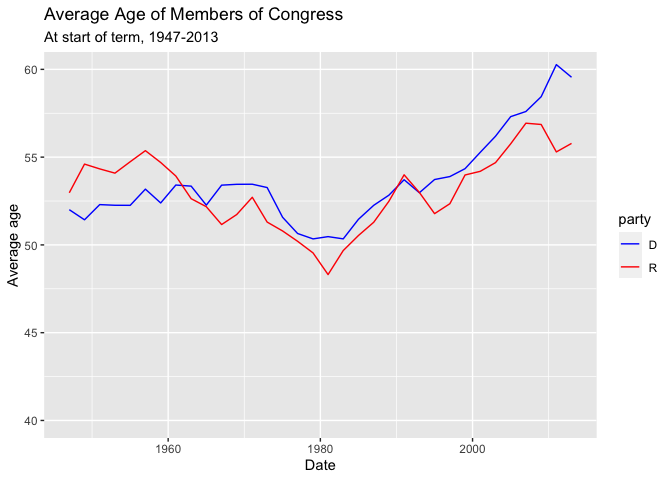 Average Age of Members of Congress
At start of term, 1947-2013
60
55
50
45
40
Average age
1960
1980
2000
Date
party
D
R